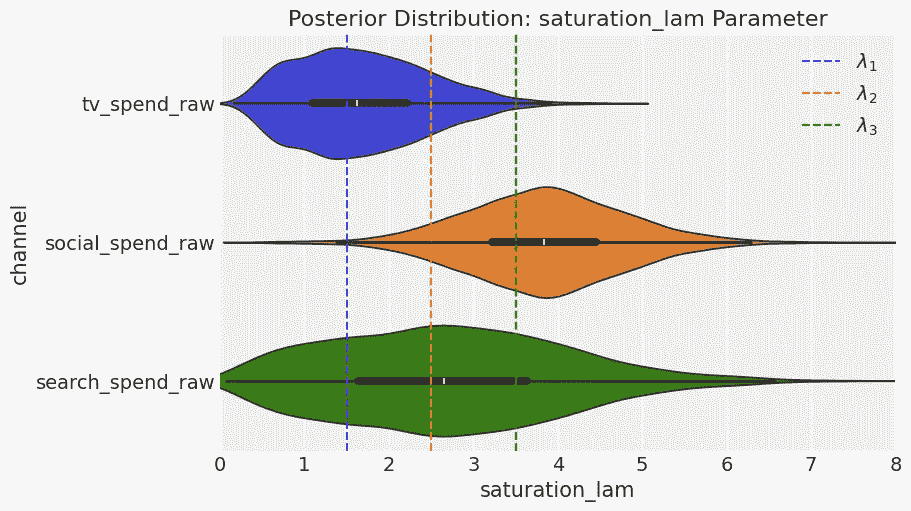 Posterior Distribution: saturation_lam Parameter
λ1
λ2
λ3
channel
tv_spend_raw
social_spend_raw
search_spend_raw
0 1 2 3 4 5 6 7 8
saturation_lam